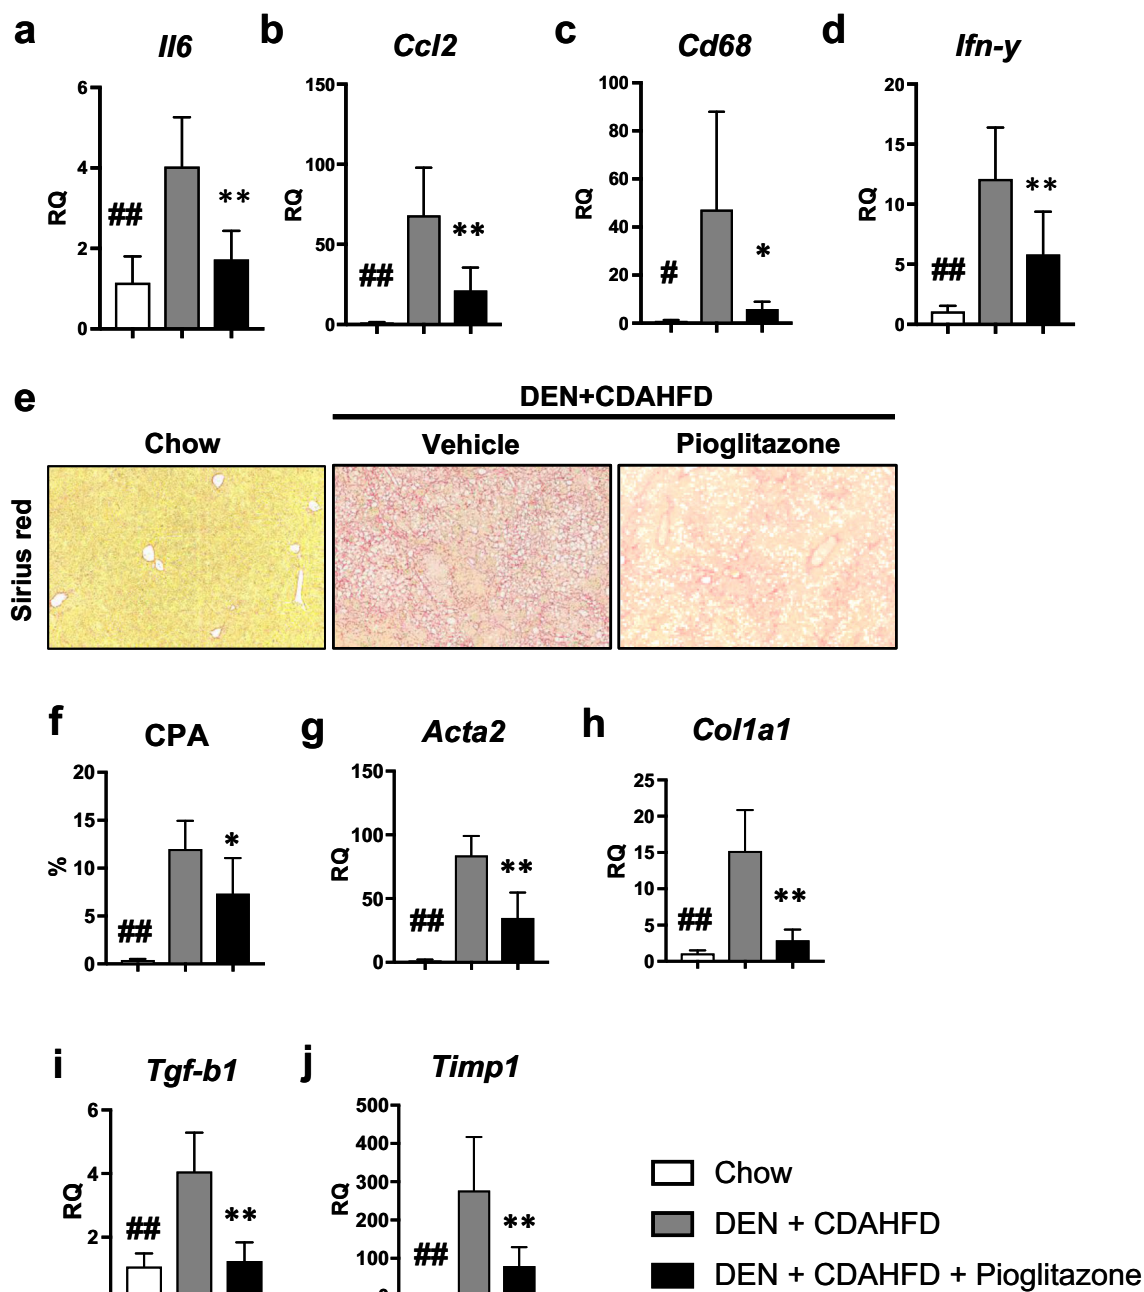 a Il6 b Ccl2 c Cd68 d Ifn-y
RQ 6 4 2 0 ## **
RQ 150 100 50 0 ## **
RQ 100 80 60 40 20 0 # *
RQ 20 15 10 5 0 ## **
e DEN+CDAHFD
Chow Vehicle Pioglitazone
Sirius red
f CPA g Acta2 h Col1a1
% 20 15 10 5 0 ## *
RQ 150 100 50 0 ## **
RQ 25 20 15 10 5 0 ## **
i Tgf-b1 j Timp1
RQ 6 4 2 ## **
RQ 500 400 300 200 100 ## **
Chow
DEN + CDAHFD
DEN + CDAHFD + Pioglitazone